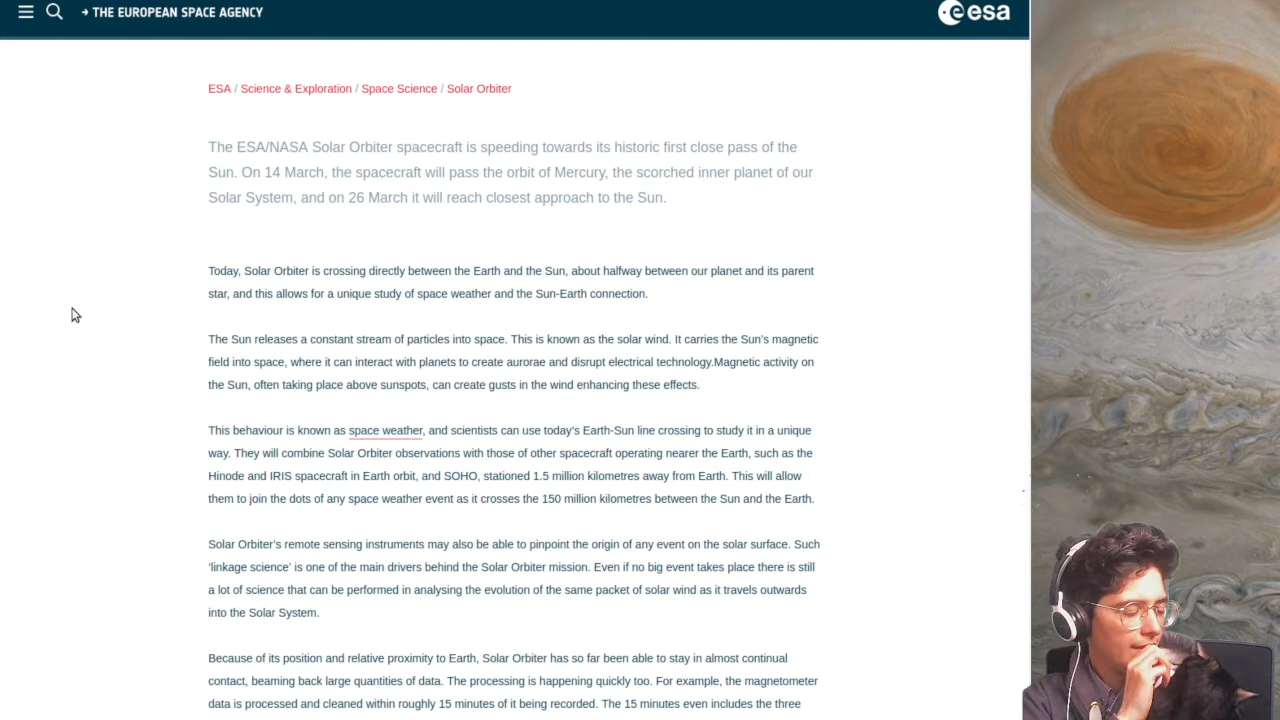 → THE EUROPEAN SPACE AGENCY
esa
ESA / Science & Exploration / Space Science / Solar Orbiter
The ESA/NASA Solar Orbiter spacecraft is speeding towards its historic first close pass of the
Sun. On 14 March, the spacecraft will pass the orbit of Mercury, the scorched inner planet of our
Solar System, and on 26 March it will reach closest approach to the Sun.
Today, Solar Orbiter is crossing directly between the Earth and the Sun, about halfway between our planet and its parent
star, and this allows for a unique study of space weather and the Sun-Earth connection.
The Sun releases a constant stream of particles into space. This is known as the solar wind. It carries the Sun’s magnetic
field into space, where it can interact with planets to create aurorae and disrupt electrical technology.Magnetic activity on
the Sun, often taking place above sunspots, can create gusts in the wind enhancing these effects.
This behaviour is known as space weather, and scientists can use today’s Earth-Sun line crossing to study it in a unique
way. They will combine Solar Orbiter observations with those of other spacecraft operating nearer the Earth, such as the
Hinode and IRIS spacecraft in Earth orbit, and SOHO, stationed 1.5 million kilometres away from Earth. This will allow
them to join the dots of any space weather event as it crosses the 150 million kilometres between the Sun and the Earth.
Solar Orbiter’s remote sensing instruments may also be able to pinpoint the origin of any event on the solar surface. Such
‘linkage science’ is one of the main drivers behind the Solar Orbiter mission. Even if no big event takes place there is still
a lot of science that can be performed in analysing the evolution of the same packet of solar wind as it travels outwards
into the Solar System.
Because of its position and relative proximity to Earth, Solar Orbiter has so far been able to stay in almost continual
contact, beaming back large quantities of data. The processing is happening quickly too. For example, the magnetometer
data is processed and cleaned within roughly 15 minutes of it being recorded. The 15 minutes even includes the three